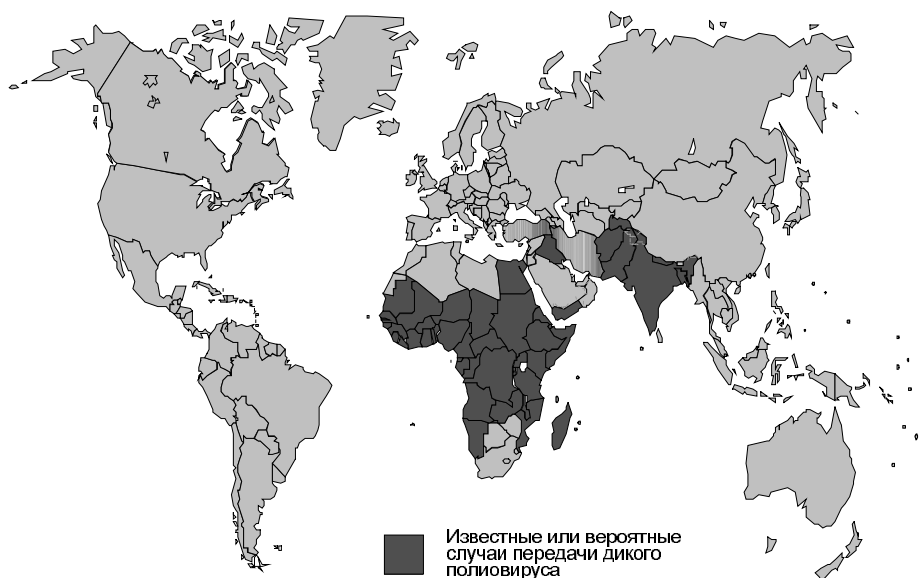 Известные или вероятные
случаи передачи дикого
полиовируса